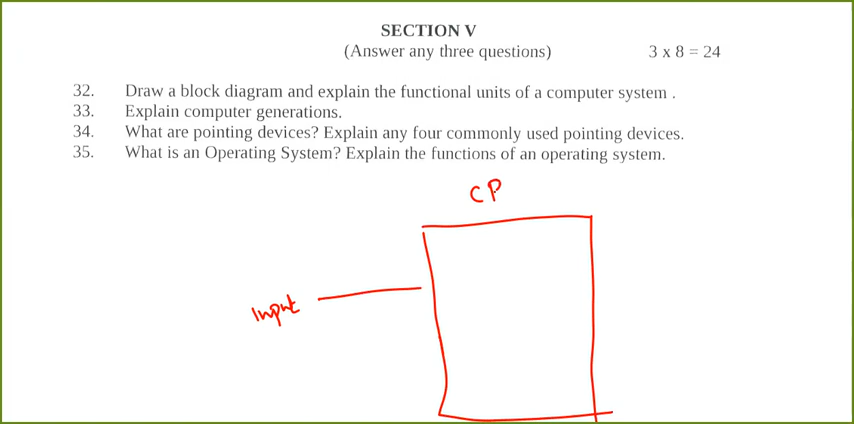 SECTION V
(Answer any three questions) 3 x 8 = 24
32. Draw a block diagram and explain the functional units of a computer system .
33. Explain computer generations.
34. What are pointing devices? Explain any four commonly used pointing devices.
35. What is an Operating System? Explain the functions of an operating system.
CP
Input